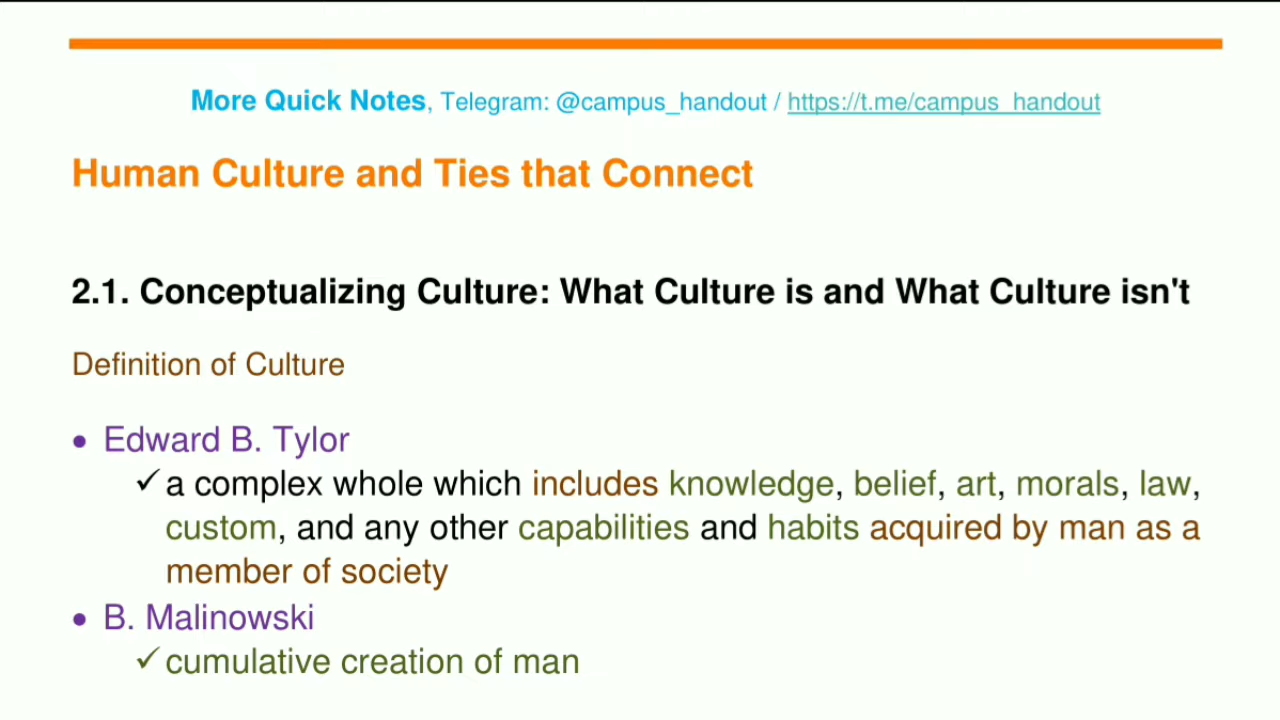 More Quick Notes, Telegram: @campus_handout / https://t.me/campus_handout
Human Culture and Ties that Connect
2.1. Conceptualizing Culture: What Culture is and What Culture isn't
Definition of Culture
• Edward B. Tylor
✓ a complex whole which includes knowledge, belief, art, morals, law,
custom, and any other capabilities and habits acquired by man as a
member of society
• B. Malinowski
✓ cumulative creation of man